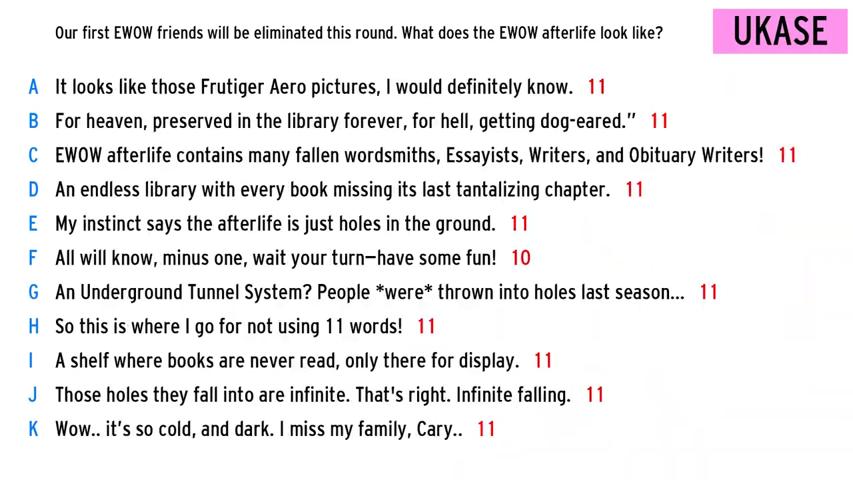 Our first EWOW friends will be eliminated this round. What does the EWOW afterlife look like?
UKASE
A It looks like those Frutiger Aero pictures, I would definitely know. 11
B For heaven, preserved in the library forever, for hell, getting dog-eared.” 11
C EWOW afterlife contains many fallen wordsmiths, Essayists, Writers, and Obituary Writers! 11
D An endless library with every book missing its last tantalizing chapter. 11
E My instinct says the afterlife is just holes in the ground. 11
F All will know, minus one, wait your turn—have some fun! 10
G An Underground Tunnel System? People *were* thrown into holes last season... 11
H So this is where I go for not using 11 words! 11
I A shelf where books are never read, only there for display. 11
J Those holes they fall into are infinite. That's right. Infinite falling. 11
K Wow.. it’s so cold, and dark. I miss my family, Cary.. 11